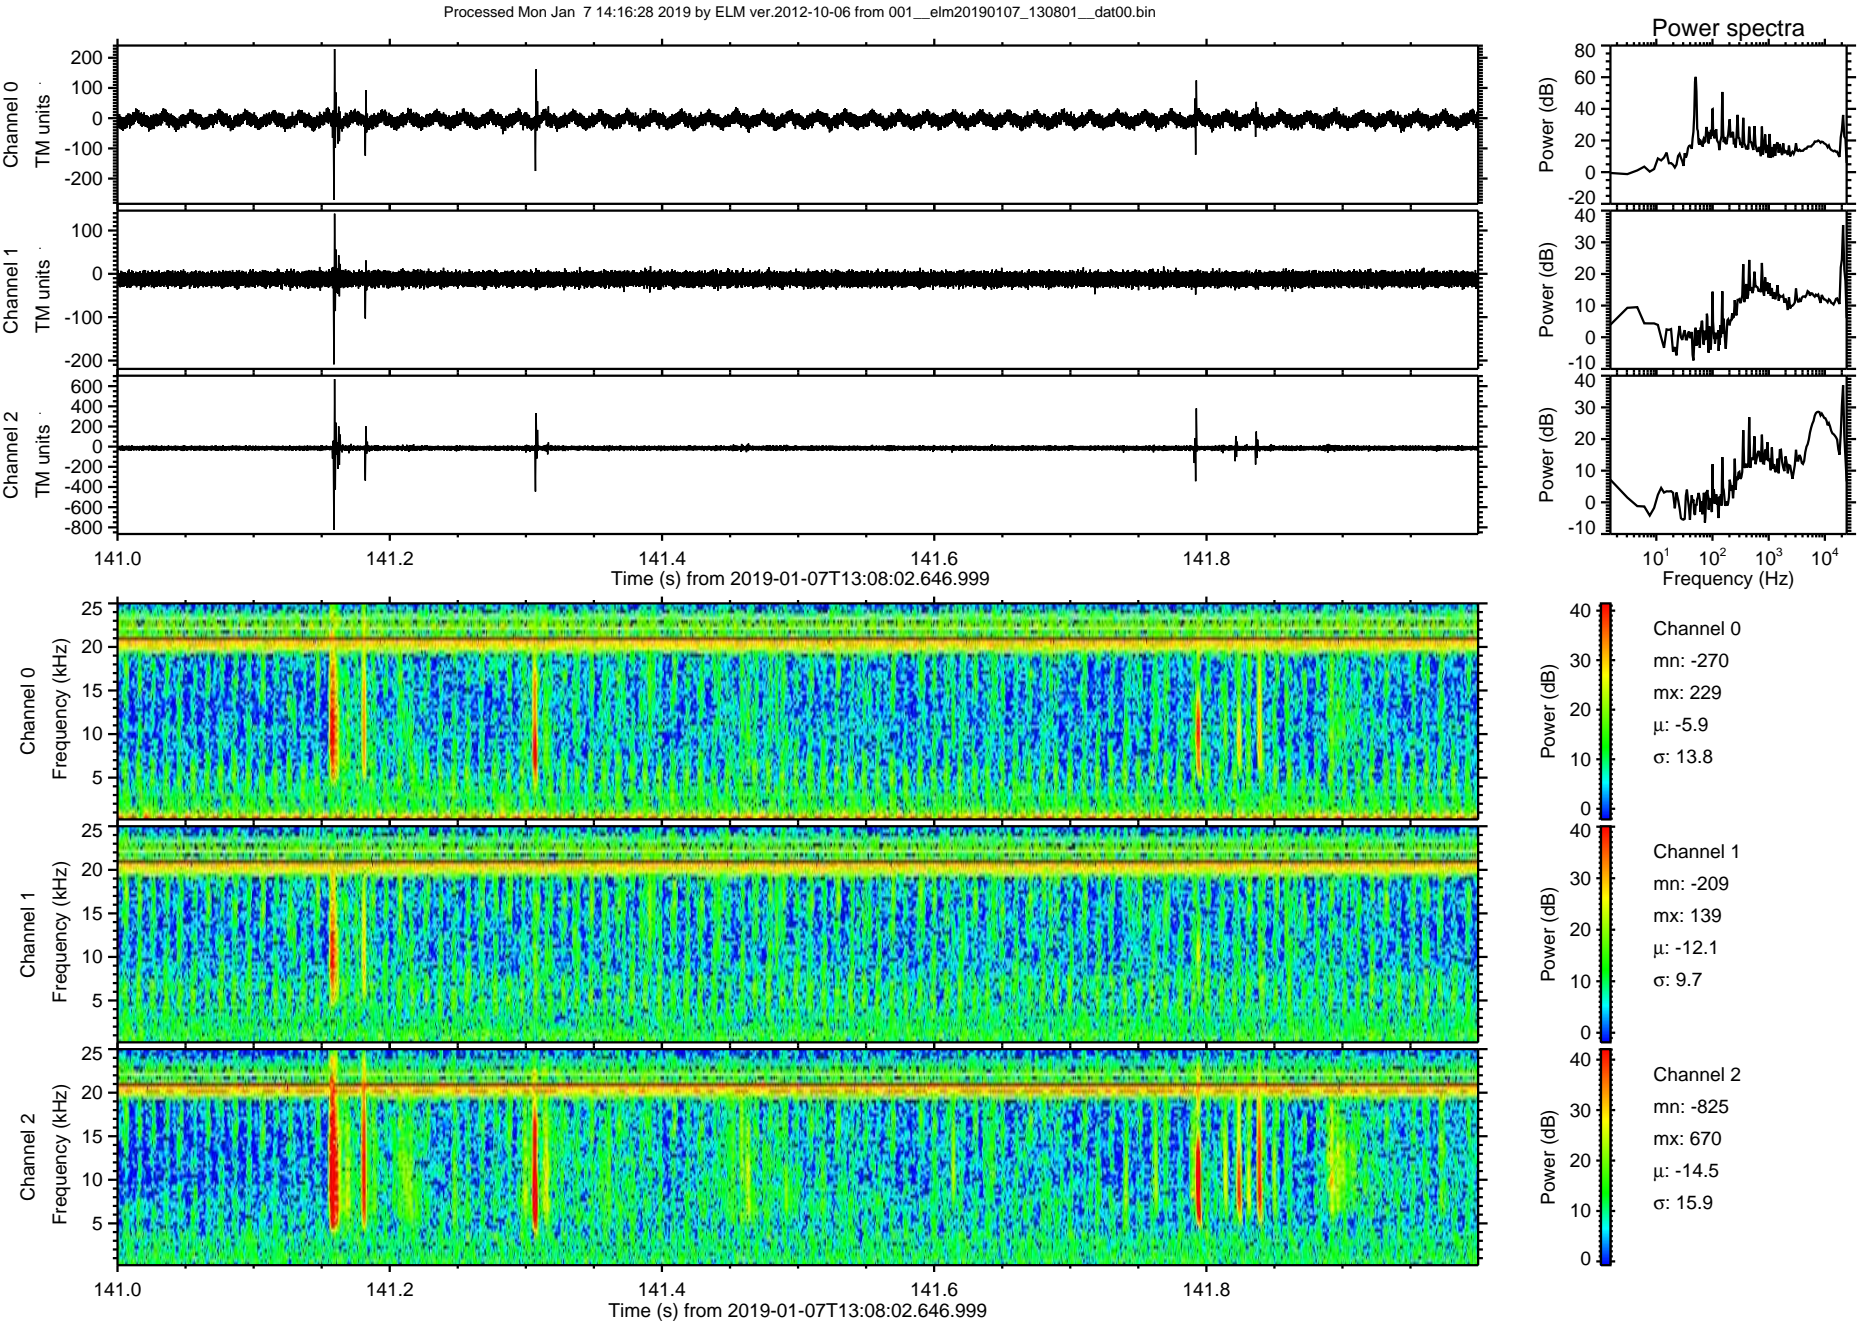 Processed Mon Jan  7 14:16:28 2019 by ELM ver.2012-10-06 from 001__elm20190107_130801__dat00.bin
Power spectra
Channel 0
TM units
200
100
0
-100
-200
Power (dB)
80
60
40
20
0
-20
Channel 1
TM units
100
0
-100
-200
Power (dB)
40
30
20
10
0
-10
Channel 2
TM units
600
400
200
0
-200
-400
-600
-800
Power (dB)
40
30
20
10
0
-10
141.0 141.2 141.4 141.6 141.8
Time (s) from 2019-01-07T13:08:02.646.999
10¹ 10² 10³ 10⁴
Frequency (Hz)
Channel 0
Frequency (kHz)
25
20
15
10
5
Power (dB)
40
30
20
10
0
Channel 0
mn: -270
mx: 229
μ: -5.9
σ: 13.8
Channel 1
Frequency (kHz)
25
20
15
10
5
Power (dB)
40
30
20
10
0
Channel 1
mn: -209
mx: 139
μ: -12.1
σ: 9.7
Channel 2
Frequency (kHz)
25
20
15
10
5
Power (dB)
40
30
20
10
0
Channel 2
mn: -825
mx: 670
μ: -14.5
σ: 15.9
141.0 141.2 141.4 141.6 141.8
Time (s) from 2019-01-07T13:08:02.646.999